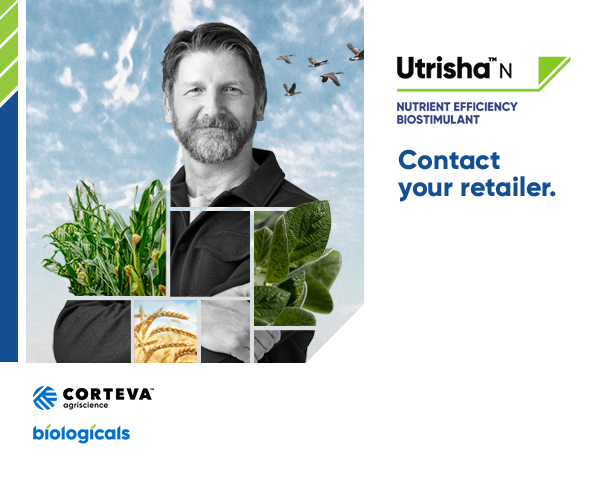 Utrisha™ N
NUTRIENT EFFICIENCY
BIOSTIMULANT
Contact
your retailer.
CORTEVA™
agriscience
biologicals